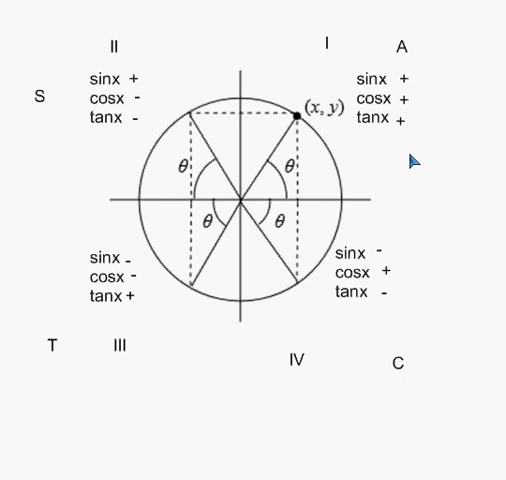 II
I
A
S
sinx +
cosx -
tanx -
(x, y)
sinx +
cosx +
tanx +
θ
θ
θ
θ
sinx -
cosx -
tanx +
sinx -
cosx +
tanx -
T
III
IV
C